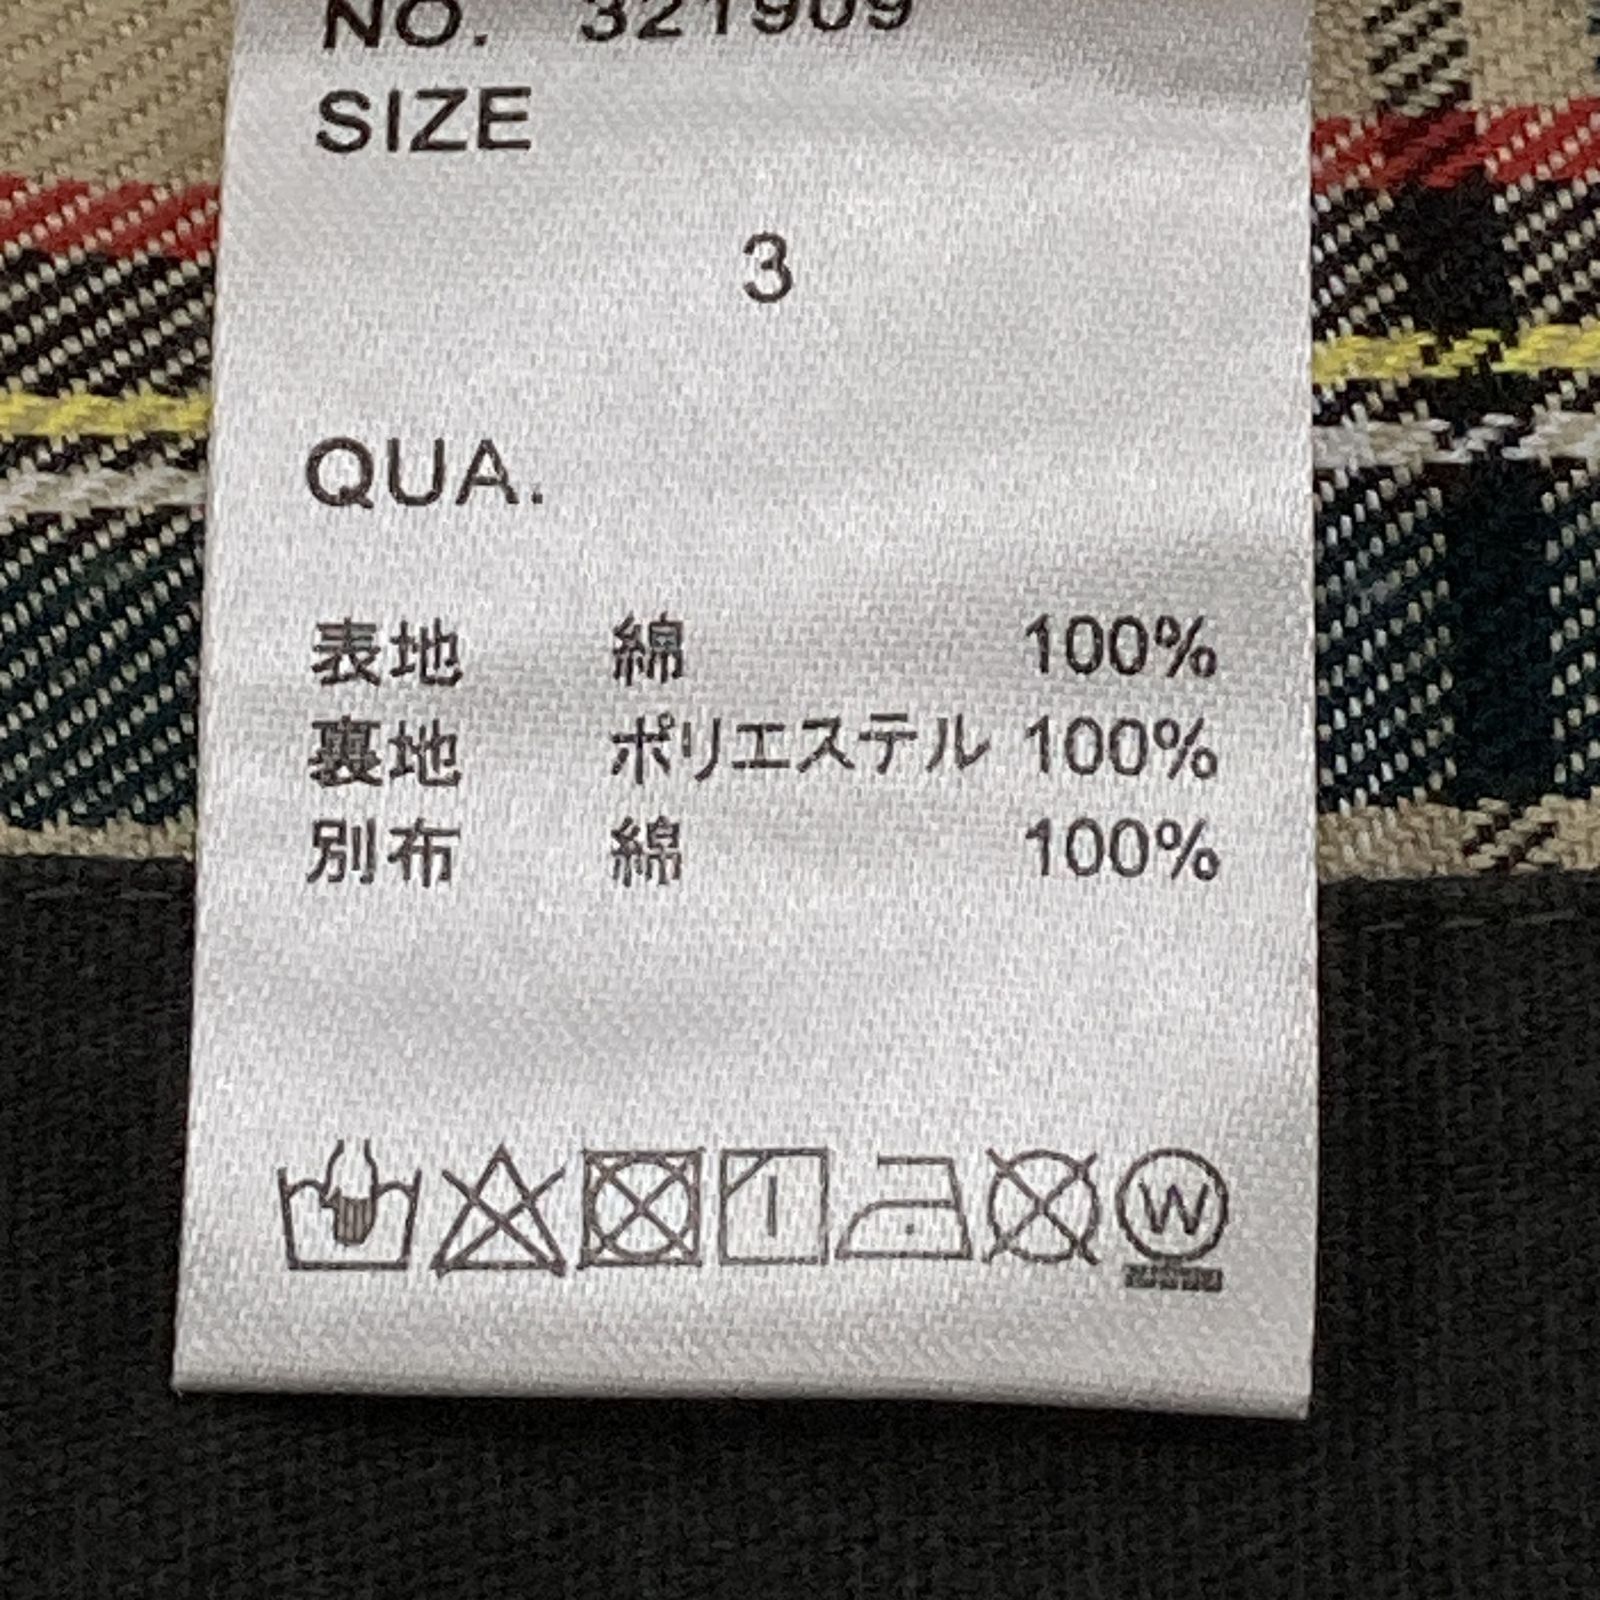 NO. 321909
SIZE
3
QUA.
表地 綿 100%
裏地 ポリエステル 100%
別布 綿 100%
W